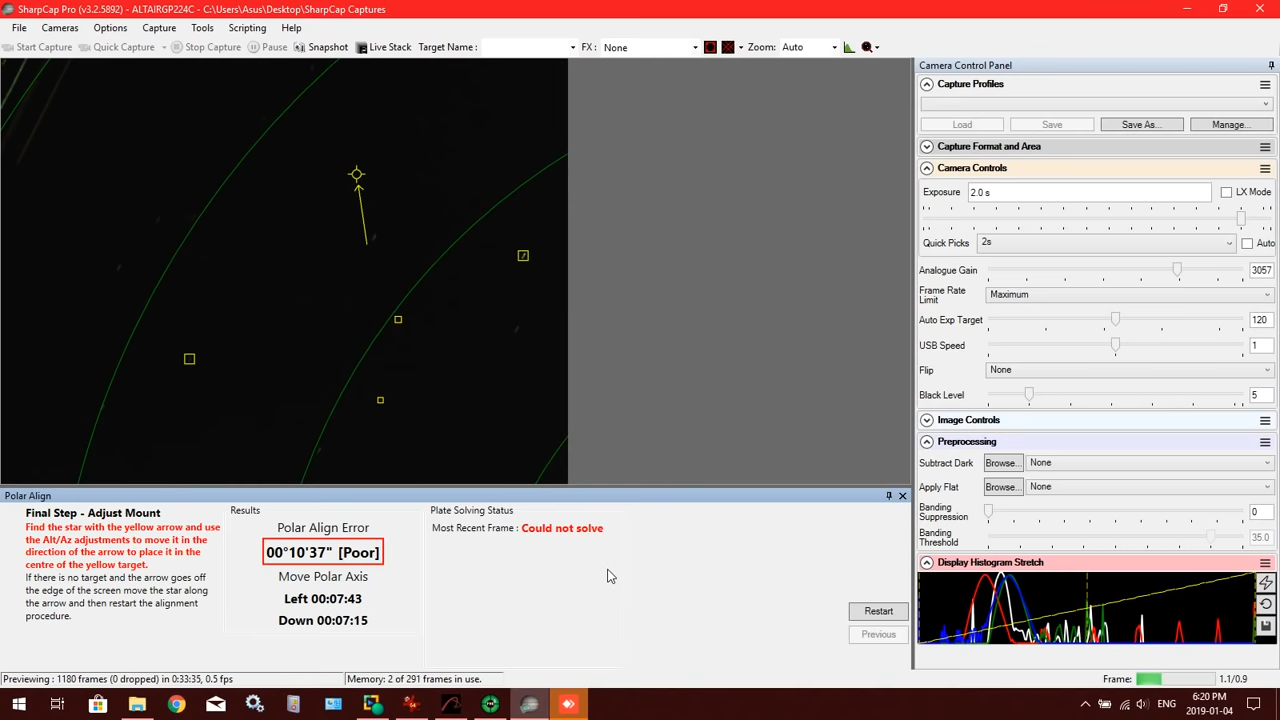 SharpCap Pro (v3.2.5892) - ALTAIRGP224C - C:\Users\Asus\Desktop\SharpCap Captures
File Cameras Options Capture Tools Scripting Help
Start Capture Quick Capture Stop Capture Pause Snapshot Live Stack Target Name : FX : None Zoom: Auto
Camera Control Panel
Capture Profiles
Load Save Save As... Manage...
Capture Format and Area
Camera Controls
Exposure 2.0 s LX Mode
Quick Picks 2s Auto
Analogue Gain 3057
Frame Rate
Limit Maximum
Auto Exp Target 120
USB Speed 1
Flip None
Black Level 5
Image Controls
Preprocessing
Subtract Dark Browse... None
Apply Flat Browse... None
Banding
Suppression 0
Banding
Threshold 35.0
Display Histogram Stretch
Polar Align
Final Step - Adjust Mount
Find the star with the yellow arrow and use
the Alt/Az adjustments to move it in the
direction of the arrow to place it in the
centre of the yellow target.
If there is no target and the arrow goes off
the edge of the screen move the star along
the arrow and then restart the alignment
procedure.
Results
Polar Align Error
00°10'37" [Poor]
Move Polar Axis
Left 00:07:43
Down 00:07:15
Plate Solving Status
Most Recent Frame : Could not solve
Restart
Previous
Previewing : 1180 frames (0 dropped) in 0:33:35, 0.5 fps Memory: 2 of 291 frames in use. Frame: 1.1/0.9
ENG 6:20 PM
2019-01-04